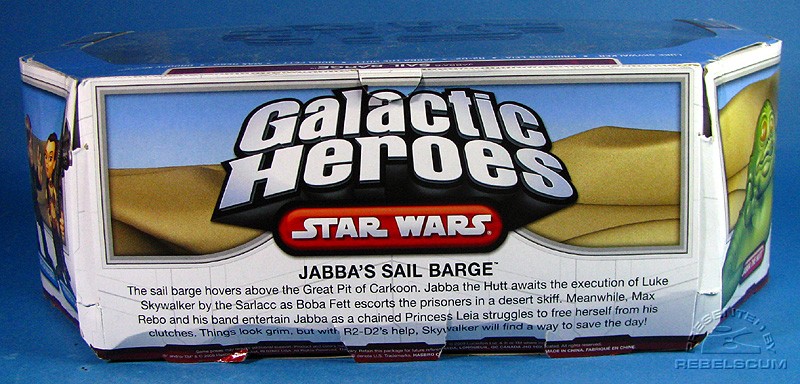 Galactic
Heroes
STAR WARS
JABBA'S SAIL BARGE™
The sail barge hovers above the Great Pit of Carkoon. Jabba the Hutt awaits the execution of Luke
Skywalker by the Sarlacc as Boba Fett escorts the prisoners in a desert skiff. Meanwhile, Max
Rebo and his band entertain Jabba as a chained Princess Leia struggles to free herself from his
clutches. Things look grim, but with R2-D2's help, Skywalker will find a way to save the day!
MADE IN CHINA.
PRESENTED BY
REBELSCUM